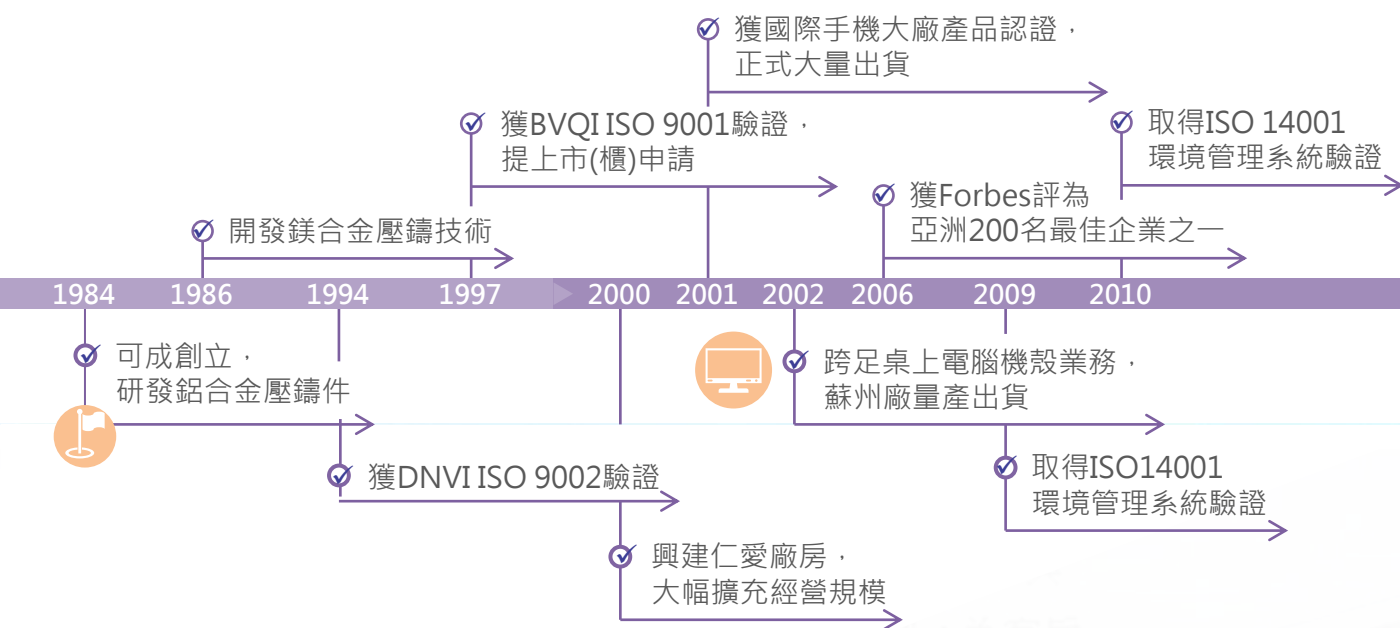 獲國際手機大廠產品認證，
正式大量出貨
獲BVQI ISO 9001驗證，
提上市(櫃)申請
取得ISO 14001
環境管理系統驗證
獲Forbes評為
亞洲200名最佳企業之一
開發鎂合金壓鑄技術
1984 1986 1994 1997 2000 2001 2002 2006 2009 2010
可成創立，
研發鋁合金壓鑄件
跨足桌上電腦機殼業務，
蘇州廠量產出貨
獲DNVI ISO 9002驗證
取得ISO14001
環境管理系統驗證
興建仁愛廠房，
大幅擴充經營規模